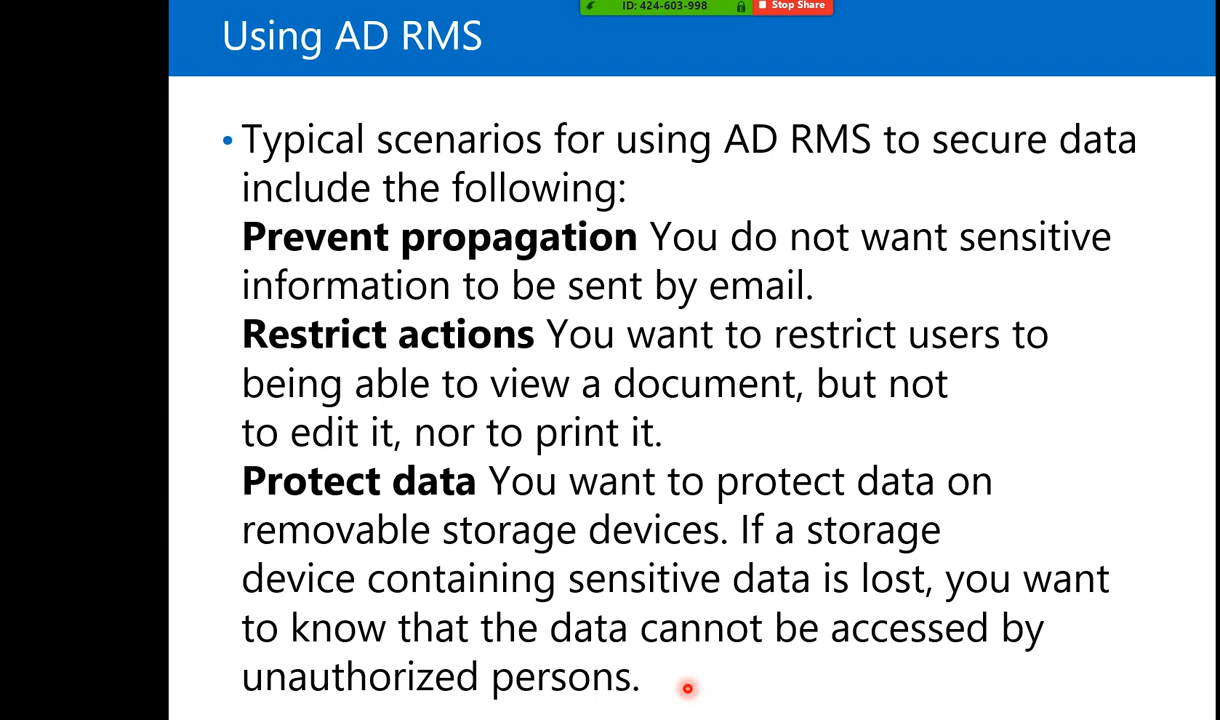 ID: 424-603-998
Stop Share
Using AD RMS
• Typical scenarios for using AD RMS to secure data
include the following:
Prevent propagation You do not want sensitive
information to be sent by email.
Restrict actions You want to restrict users to
being able to view a document, but not
to edit it, nor to print it.
Protect data You want to protect data on
removable storage devices. If a storage
device containing sensitive data is lost, you want
to know that the data cannot be accessed by
unauthorized persons.